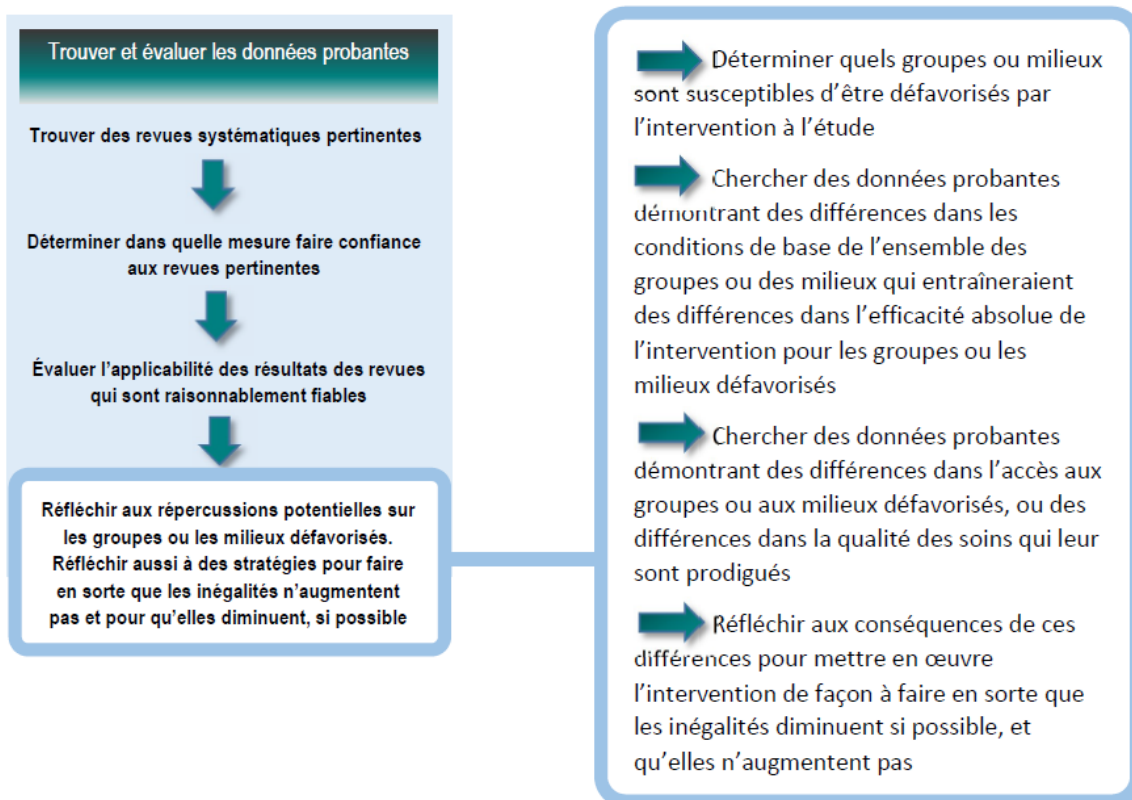 Trouver et évaluer les données probantes
Trouver des revues systématiques pertinentes
Déterminer dans quelle mesure faire confiance
aux revues pertinentes
Évaluer l'applicabilité des résultats des revues
qui sont raisonnablement fiables
Réfléchir aux répercussions potentielles sur
les groupes ou les milieux défavorisés.
Réfléchir aussi à des stratégies pour faire
en sorte que les inégalités n'augmentent
pas et pour qu'elles diminuent, si possible
Déterminer quels groupes ou milieux
sont susceptibles d'être défavorisés par
l'intervention à l'étude
Chercher des données probantes
démontrant des différences dans les
conditions de base de l'ensemble des
groupes ou des milieux qui entraîneraient
des différences dans l'efficacité absolue de
l'intervention pour les groupes ou les
milieux défavorisés
Chercher des données probantes
démontrant des différences dans l'accès aux
groupes ou aux milieux défavorisés, ou des
différences dans la qualité des soins qui leur
sont prodigués
Réfléchir aux conséquences de ces
différences pour mettre en œuvre
l'intervention de façon à faire en sorte que
les inégalités diminuent si possible, et
qu'elles n'augmentent pas